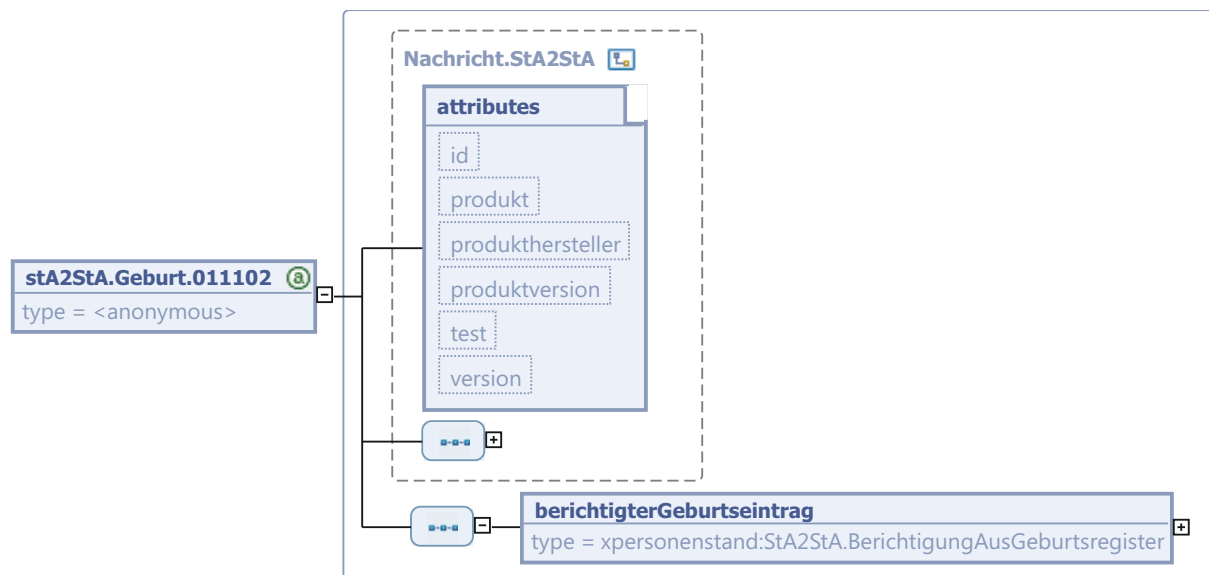 Nachricht.StA2StA
attributes
id
produkt
produkthersteller
produktversion
test
version
stA2StA.Geburt.011102 @
type = <anonymous>
berichtigterGeburtseintrag
type = xpersonenstand:StA2StA.BerichtigungAusGeburtsregister